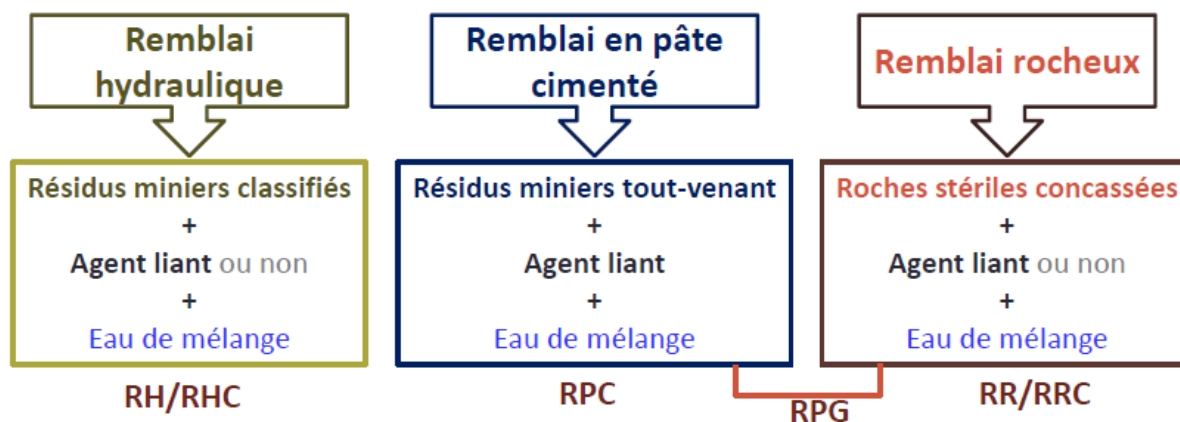 Remblai
hydraulique
Résidus miniers classifiés
+
Agent liant ou non
+
Eau de mélange
RH/RHC
Remblai en pâte
cimenté
Résidus miniers tout-venant
+
Agent liant
+
Eau de mélange
RPC
RPG
Remblai rocheux
Roches stériles concassées
+
Agent liant ou non
+
Eau de mélange
RR/RRC